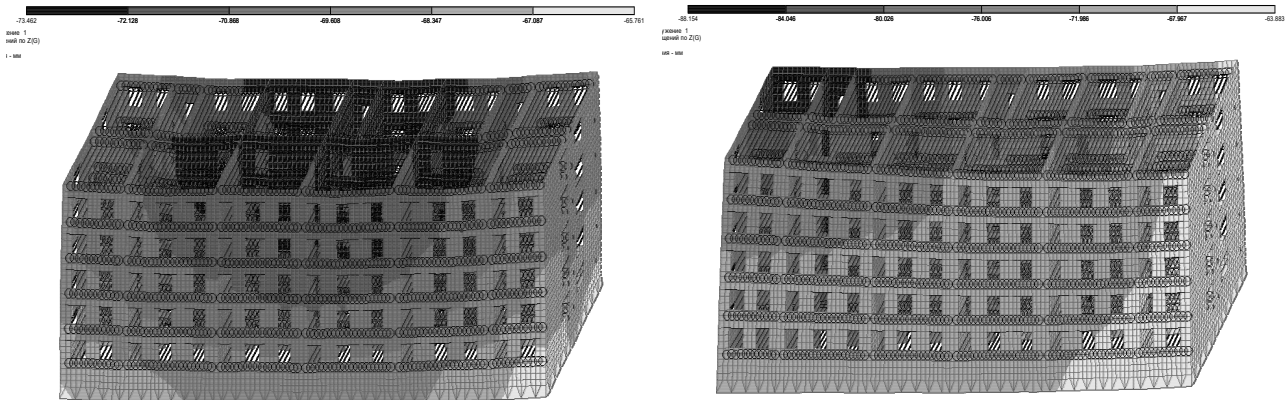 -73.462 -72.128 -70.868 -69.608 -68.347 -67.087 -65.761
жение 1
ний по Z(G)
- мм
-88.154 -84.046 -80.026 -76.006 -71.986 -67.967 -63.883
ужение 1
щений по Z(G)
ия - мм